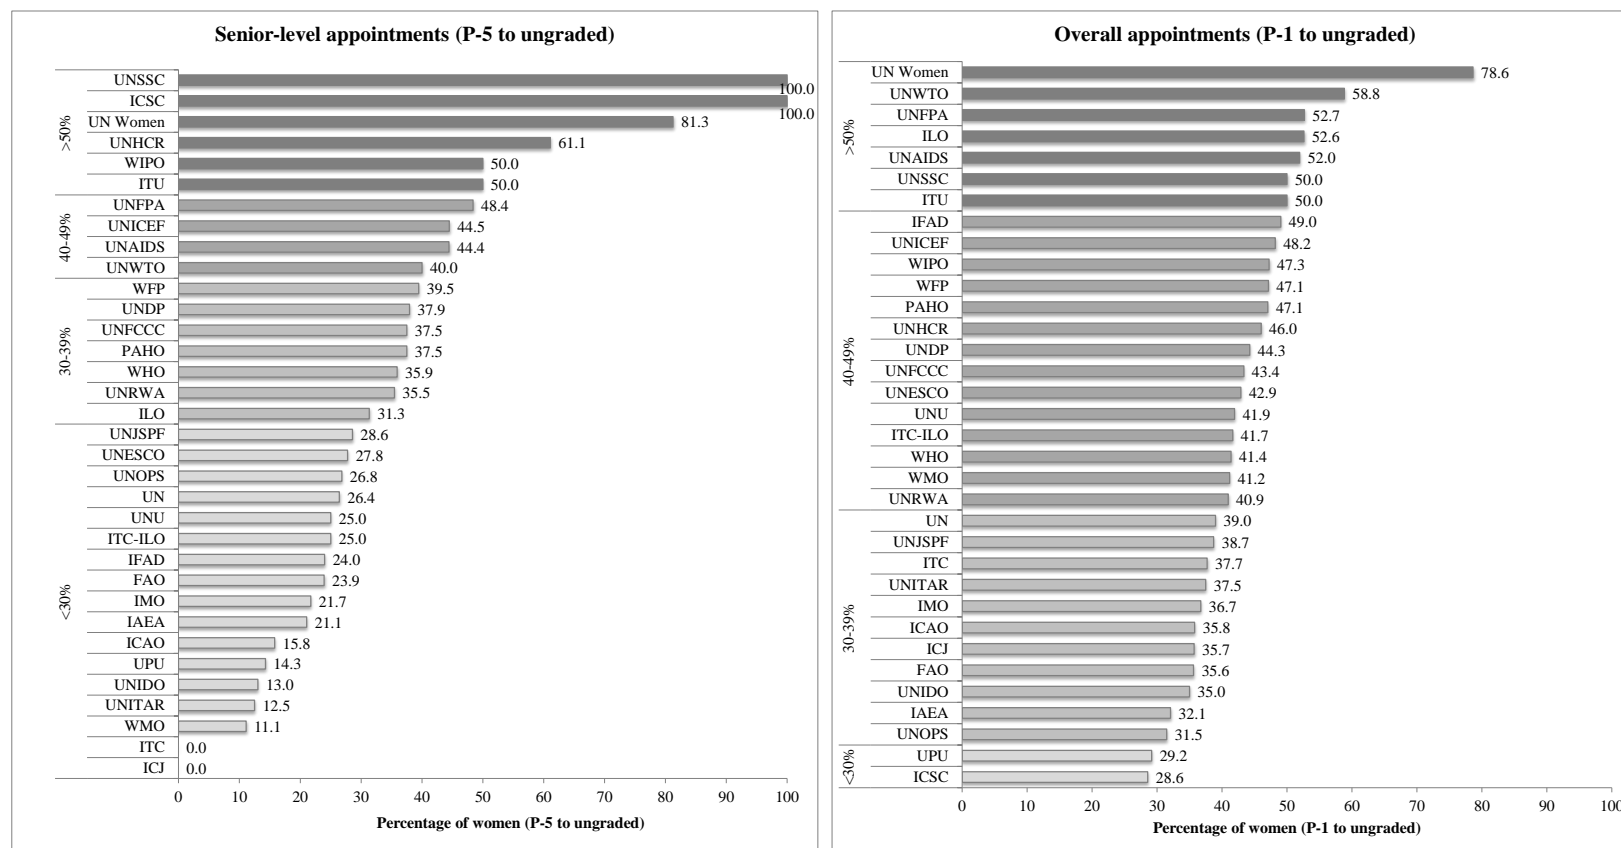 Senior-level appointments (P-5 to ungraded)
>50%
UNSSC 100.0
ICSC 100.0
UN Women 81.3
UNHCR 61.1
WIPO 50.0
ITU 50.0
40-49%
UNFPA 48.4
UNICEF 44.5
UNAIDS 44.4
UNWTO 40.0
30-39%
WFP 39.5
UNDP 37.9
UNFCCC 37.5
PAHO 37.5
WHO 35.9
UNRWA 35.5
ILO 31.3
<30%
UNJSPF 28.6
UNESCO 27.8
UNOPS 26.8
UN 26.4
UNU 25.0
ITC-ILO 25.0
IFAD 24.0
FAO 23.9
IMO 21.7
IAEA 21.1
ICAO 15.8
UPU 14.3
UNIDO 13.0
UNITAR 12.5
WMO 11.1
ITC 0.0
ICJ 0.0
0 10 20 30 40 50 60 70 80 90 100
Percentage of women (P-5 to ungraded)
Overall appointments (P-1 to ungraded)
>50%
UN Women 78.6
UNWTO 58.8
UNFPA 52.7
ILO 52.6
UNAIDS 52.0
UNSSC 50.0
ITU 50.0
40-49%
IFAD 49.0
UNICEF 48.2
WIPO 47.3
WFP 47.1
PAHO 47.1
UNHCR 46.0
UNDP 44.3
UNFCCC 43.4
UNESCO 42.9
UNU 41.9
ITC-ILO 41.7
WHO 41.4
WMO 41.2
UNRWA 40.9
30-39%
UN 39.0
UNJSPF 38.7
ITC 37.7
UNITAR 37.5
IMO 36.7
ICAO 35.8
ICJ 35.7
FAO 35.6
UNIDO 35.0
IAEA 32.1
UNOPS 31.5
<30%
UPU 29.2
ICSC 28.6
0 10 20 30 40 50 60 70 80 90 100
Percentage of women (P-1 to ungraded)